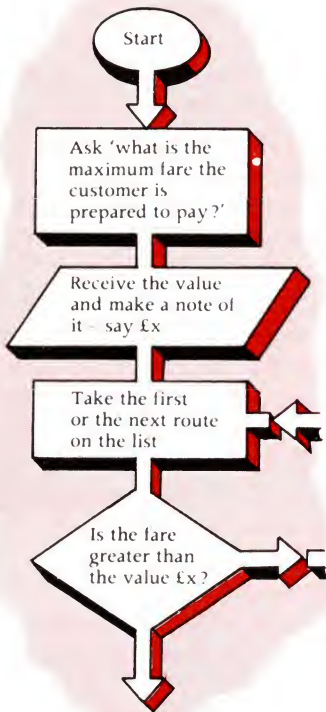 Start
Ask ‘what is the
maximum fare the
customer is
prepared to pay?’
Receive the value
and make a note of
it – say £x
Take the first
or the next route
on the list
Is the fare
greater than
the value £x?